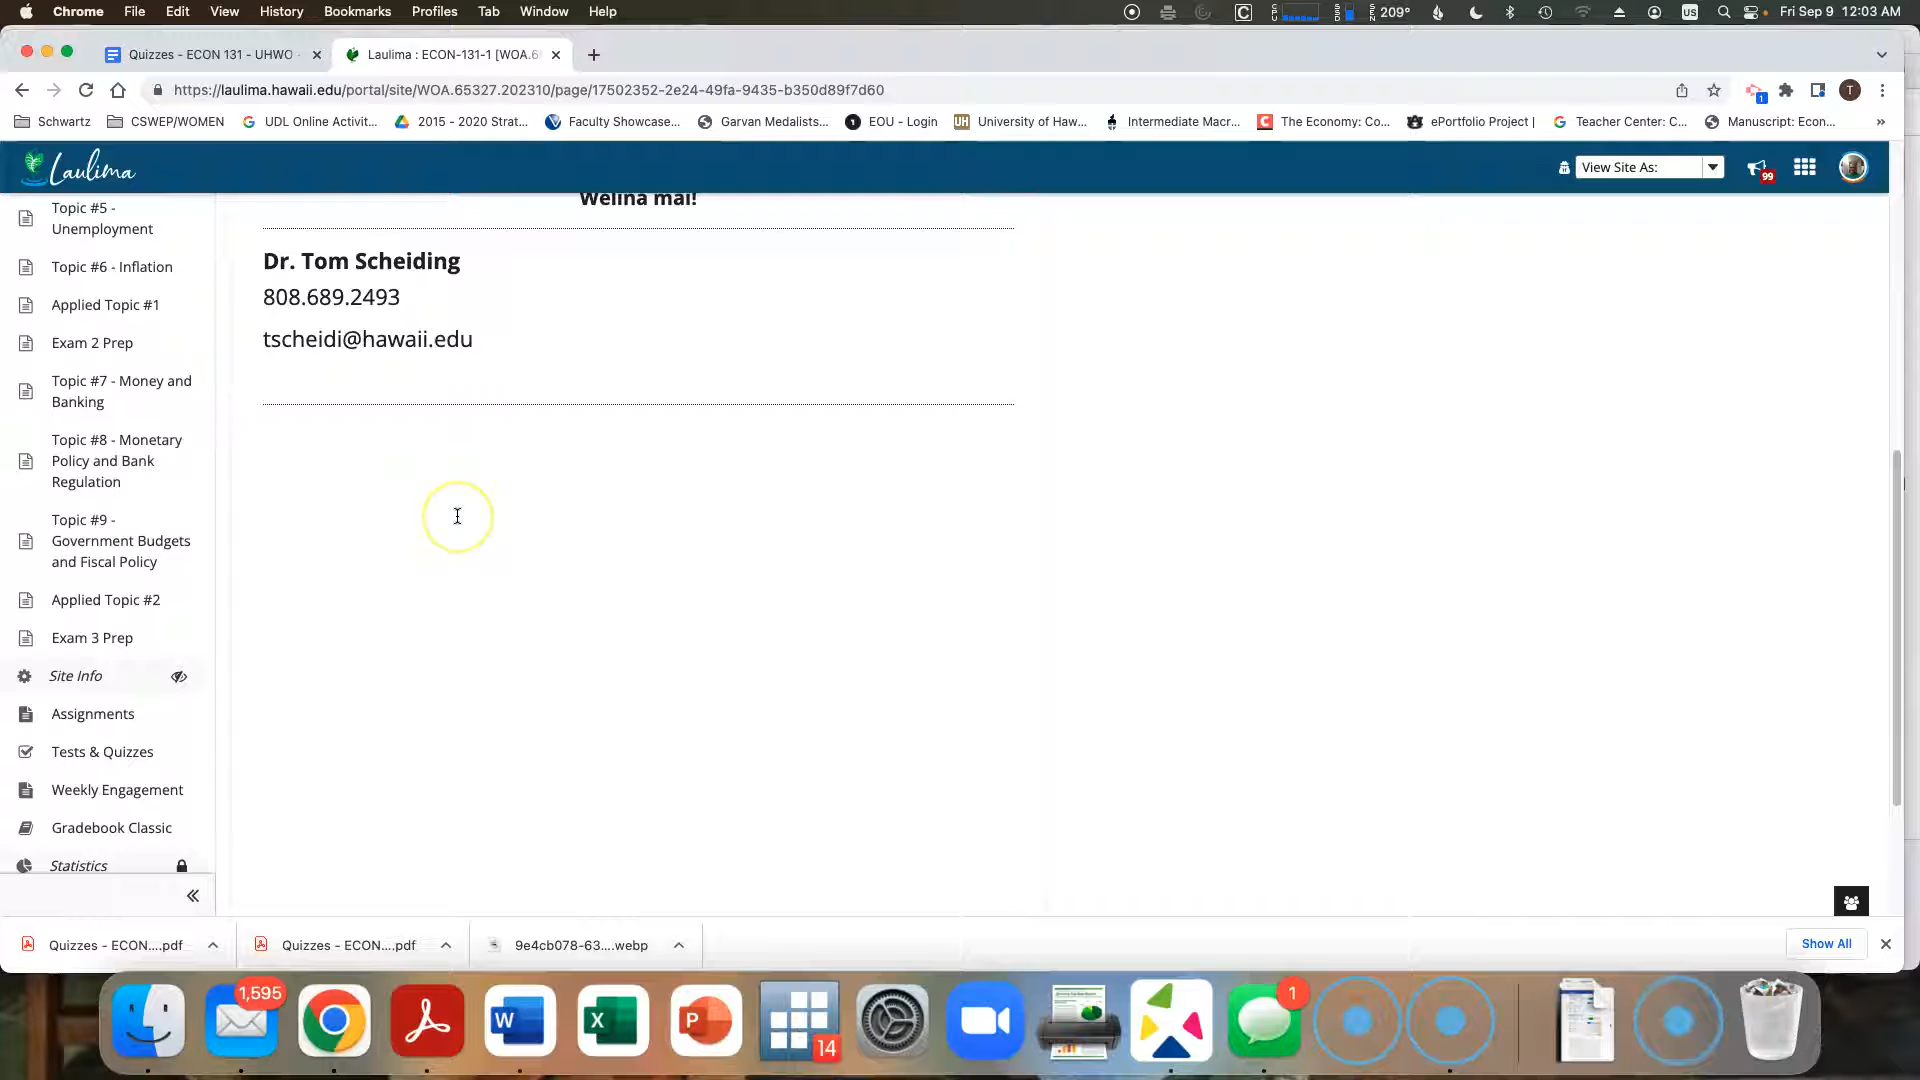 Chrome File Edit View History Bookmarks Profiles Tab Window Help
209° US Fri Sep 9 12:03 AM
Quizzes - ECON 131 - UHWO
Laulima : ECON-131-1 [WOA.6
https://laulima.hawaii.edu/portal/site/WOA.65327.202310/page/17502352-2e24-49fa-9435-b350d89f7d60
1
T
Schwartz
CSWEP/WOMEN
UDL Online Activit...
2015 - 2020 Strat...
Faculty Showcase...
Garvan Medalists...
EOU - Login
University of Haw...
Intermediate Macr...
The Economy: Co...
ePortfolio Project |
Teacher Center: C...
Manuscript: Econ...
Laulima
View Site As:
99
Topic #5 -
Unemployment
Topic #6 - Inflation
Applied Topic #1
Exam 2 Prep
Topic #7 - Money and
Banking
Topic #8 - Monetary
Policy and Bank
Regulation
Topic #9 -
Government Budgets
and Fiscal Policy
Applied Topic #2
Exam 3 Prep
Site Info
Assignments
Tests & Quizzes
Weekly Engagement
Gradebook Classic
Statistics
Welina mai!
Dr. Tom Scheiding
808.689.2493
tscheidi@hawaii.edu
Quizzes - ECON....pdf
Quizzes - ECON....pdf
9e4cb078-63....webp
Show All
1,595
W
X
P
14
1